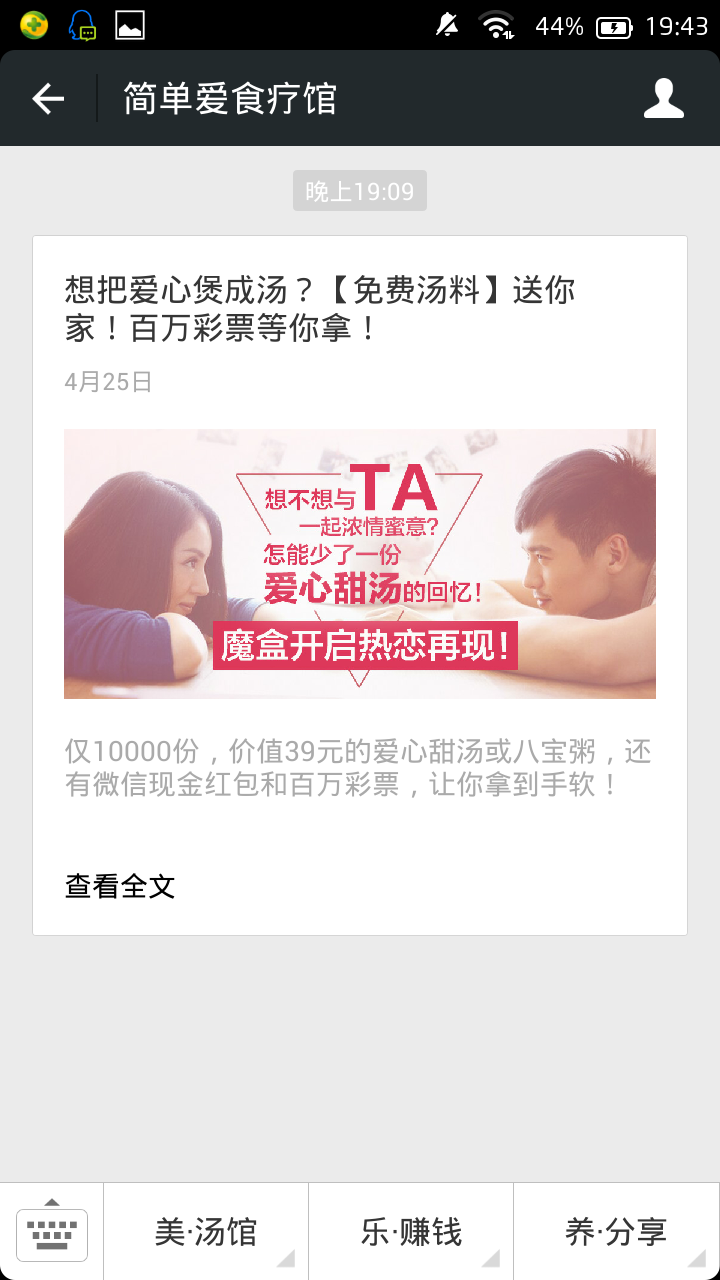 44% 19:43
简单爱食疗馆
晚上19:09
想把爱心煲成汤？【免费汤料】送你
家！百万彩票等你拿！
4月25日
想不想与TA
一起浓情蜜意?
怎能少了一份
爱心甜汤的回忆!
魔盒开启热恋再现!
仅10000份，价值39元的爱心甜汤或八宝粥，还
有微信现金红包和百万彩票，让你拿到手软！
查看全文
美·汤馆 乐·赚钱 养·分享